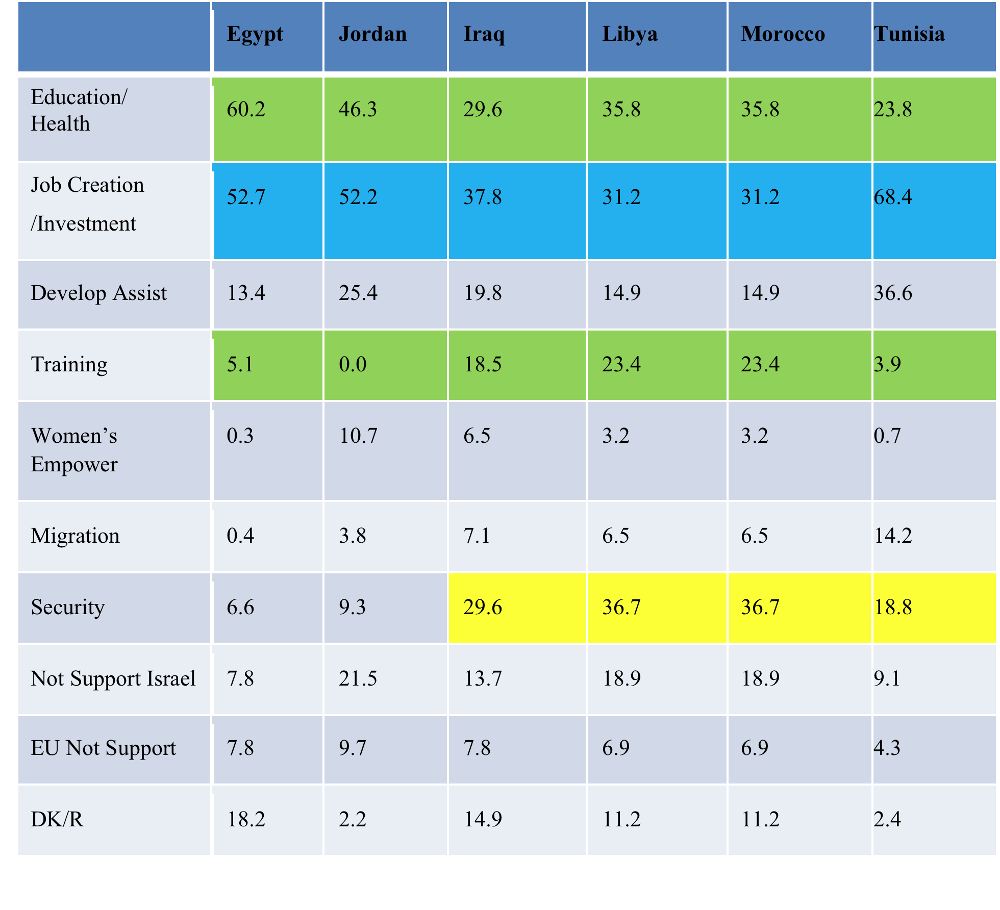 Egypt Jordan Iraq Libya Morocco Tunisia
Education/
Health
60.2 46.3 29.6 35.8 35.8 23.8
Job Creation
/Investment
52.7 52.2 37.8 31.2 31.2 68.4
Develop Assist 13.4 25.4 19.8 14.9 14.9 36.6
Training 5.1 0.0 18.5 23.4 23.4 3.9
Women’s
Empower
0.3 10.7 6.5 3.2 3.2 0.7
Migration 0.4 3.8 7.1 6.5 6.5 14.2
Security 6.6 9.3 29.6 36.7 36.7 18.8
Not Support Israel 7.8 21.5 13.7 18.9 18.9 9.1
EU Not Support 7.8 9.7 7.8 6.9 6.9 4.3
DK/R 18.2 2.2 14.9 11.2 11.2 2.4